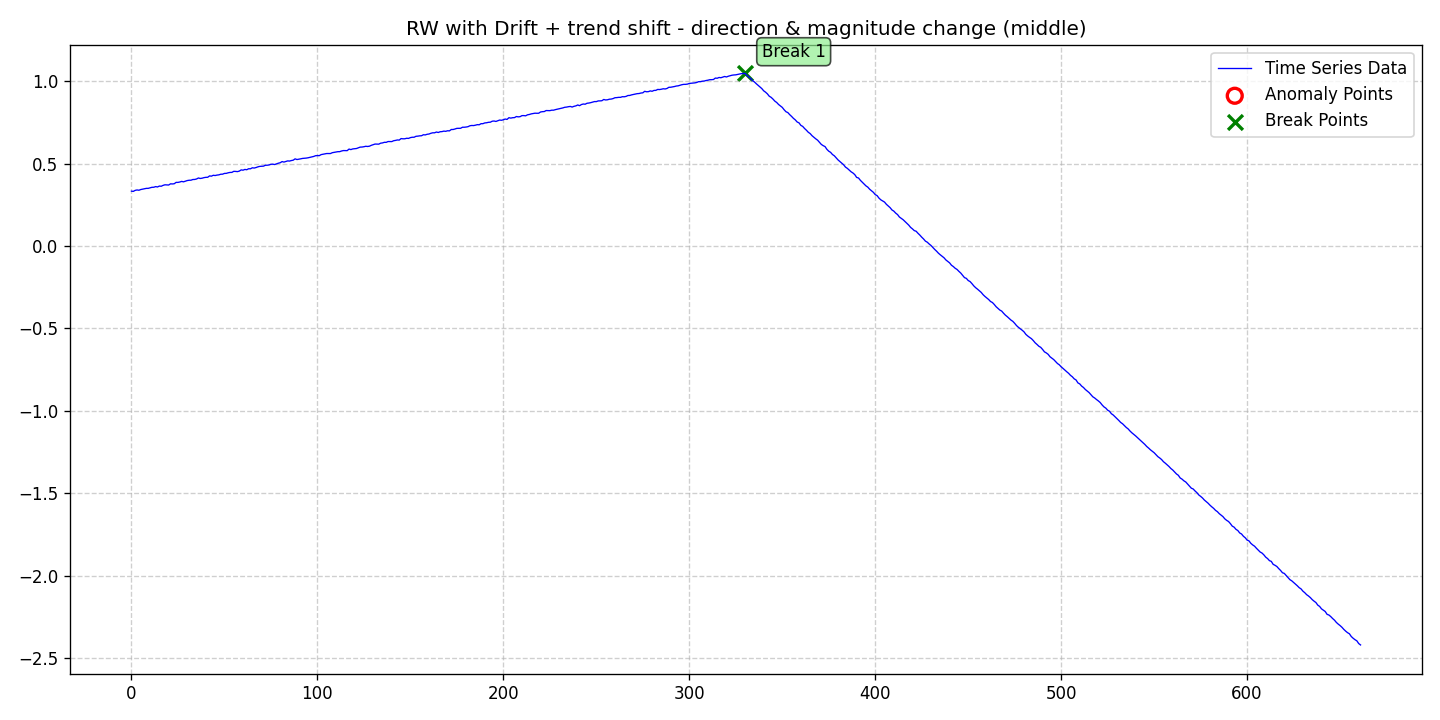 RW with Drift + trend shift - direction & magnitude change (middle)
Break 1
Time Series Data
Anomaly Points
Break Points
1.0
0.5
0.0
−0.5
−1.0
−1.5
−2.0
−2.5
0 100 200 300 400 500 600